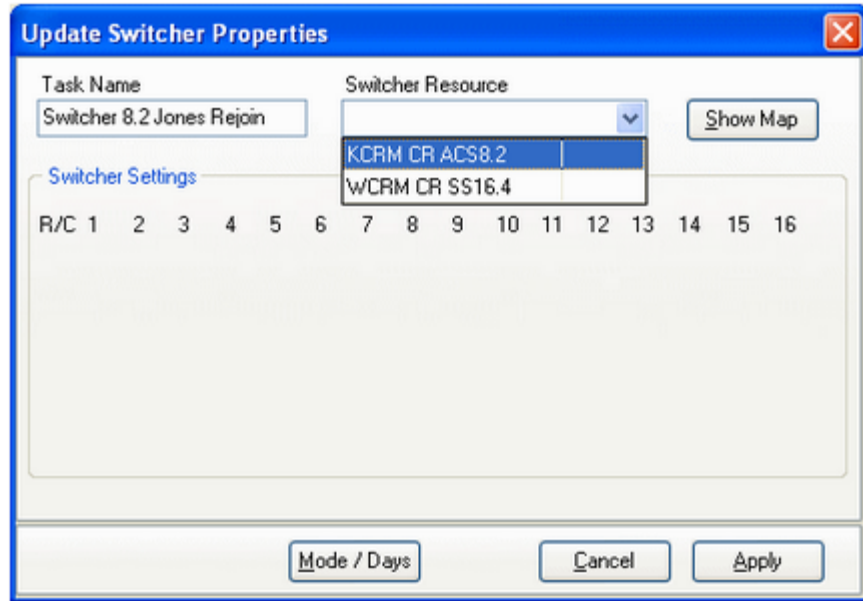 Update Switcher Properties
Task Name
Switcher Resource
Switcher 8.2 Jones Rejoin
Show Map
KCRM CR ACS8.2
WCRM CR SS16.4
Switcher Settings
R/C 1 2 3 4 5 6 7 8 9 10 11 12 13 14 15 16
Mode / Days
Cancel
Apply